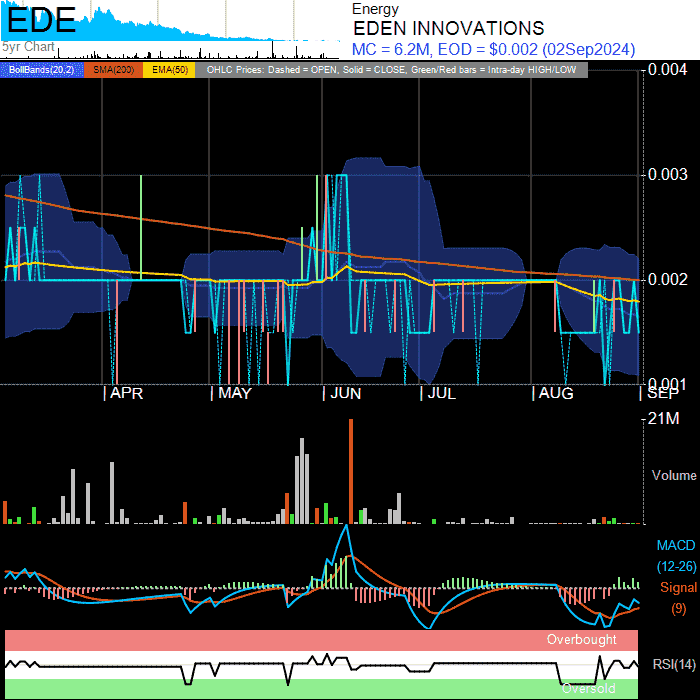 EDE
5yr Chart
Energy
EDEN INNOVATIONS
MC = 6.2M, EOD = $0.002 (02Sep2024)
BollBands(20,2) SMA(200) EMA(50) OHLC Prices: Dashed = OPEN, Solid = CLOSE, Green/Red bars = Intra-day HIGH/LOW
0.004
0.003
0.002
0.001
APR MAY JUN JUL AUG SEP
21M
Volume
MACD
(12-26)
Signal
(9)
Overbought
RSI(14)
Oversold